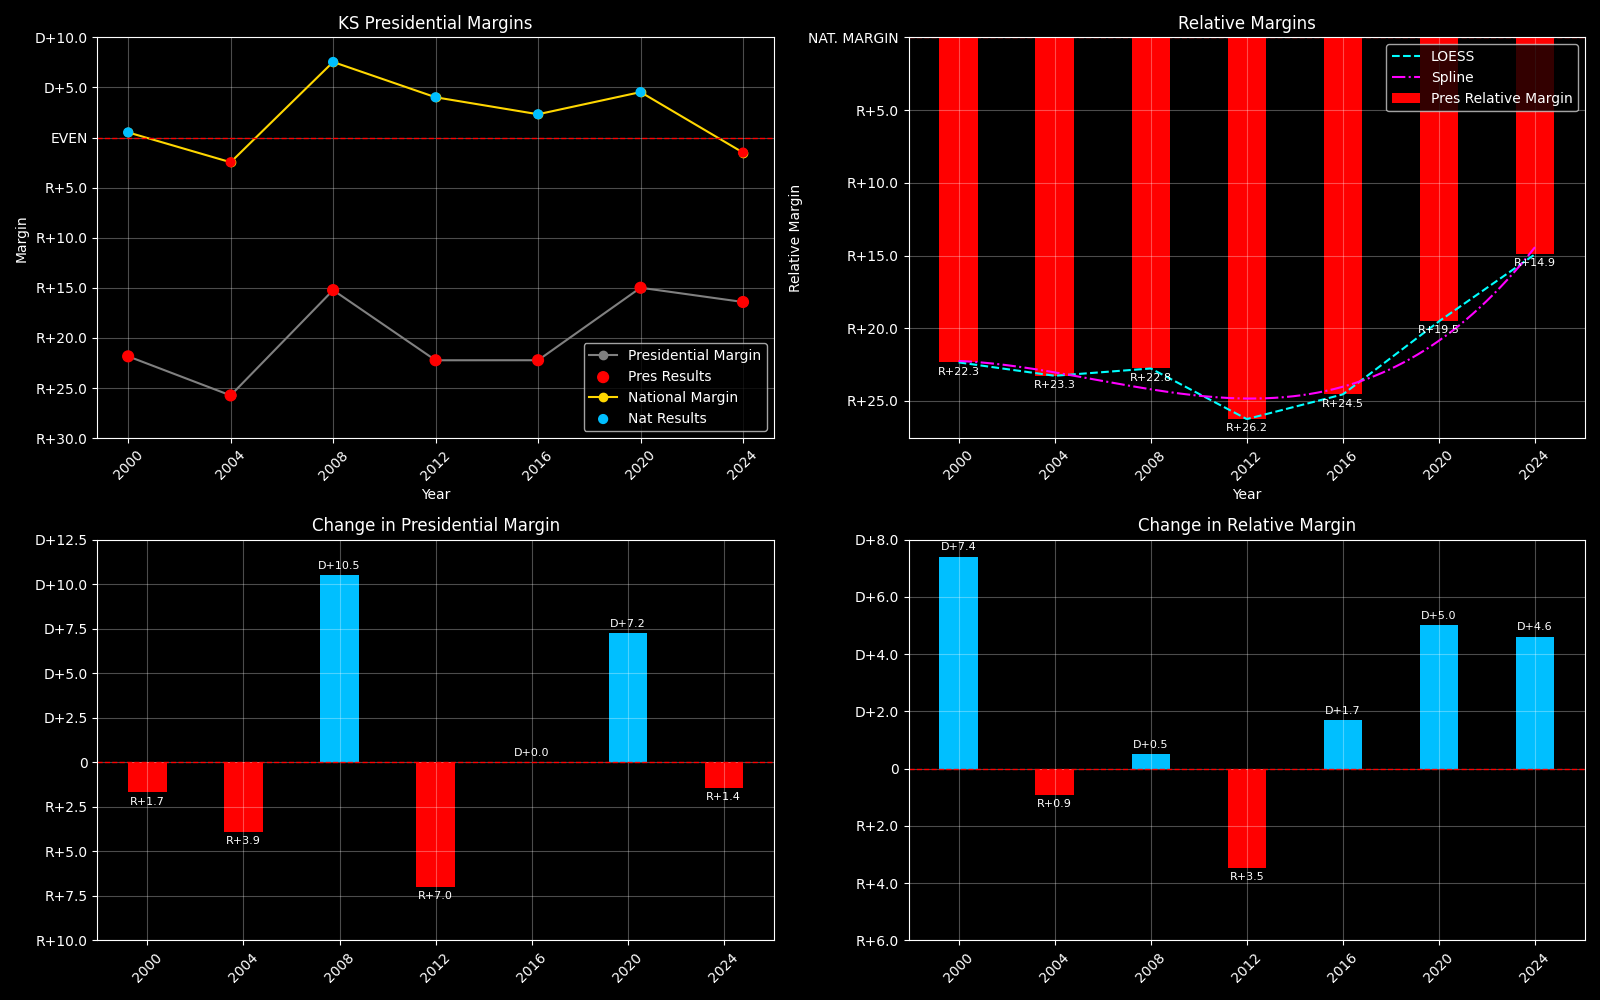 KS Presidential Margins
D+10.0
D+5.0
EVEN
R+5.0
R+10.0
R+15.0
R+20.0
R+25.0
R+30.0
Margin
Presidential Margin
Pres Results
National Margin
Nat Results
2000
2004
2008
2012
2016
2020
2024
Year
Relative Margins
NAT. MARGIN
R+5.0
R+10.0
R+15.0
R+20.0
R+25.0
Relative Margin
LOESS
Spline
Pres Relative Margin
R+22.3
R+23.3
R+22.8
R+26.2
R+24.5
R+19.5
R+14.9
2000
2004
2008
2012
2016
2020
2024
Year
Change in Presidential Margin
D+12.5
D+10.0
D+7.5
D+5.0
D+2.5
0
R+2.5
R+5.0
R+7.5
R+10.0
R+1.7
R+3.9
D+10.5
R+7.0
D+0.0
D+7.2
R+1.4
2000
2004
2008
2012
2016
2020
2024
Change in Relative Margin
D+8.0
D+6.0
D+4.0
D+2.0
0
R+2.0
R+4.0
R+6.0
D+7.4
R+0.9
D+0.5
R+3.5
D+1.7
D+5.0
D+4.6
2000
2004
2008
2012
2016
2020
2024